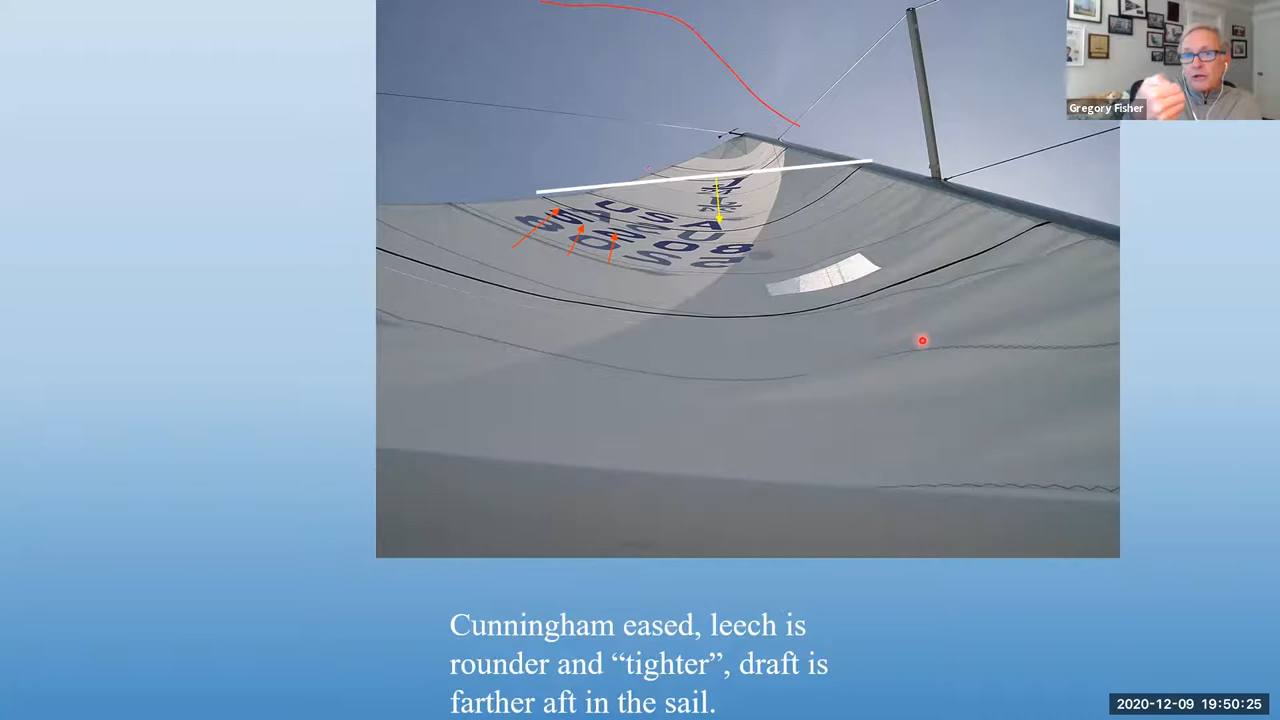 Gregory Fisher
Cunningham eased, leech is
rounder and “tighter”, draft is
farther aft in the sail.
2020-12-09 19:50:25